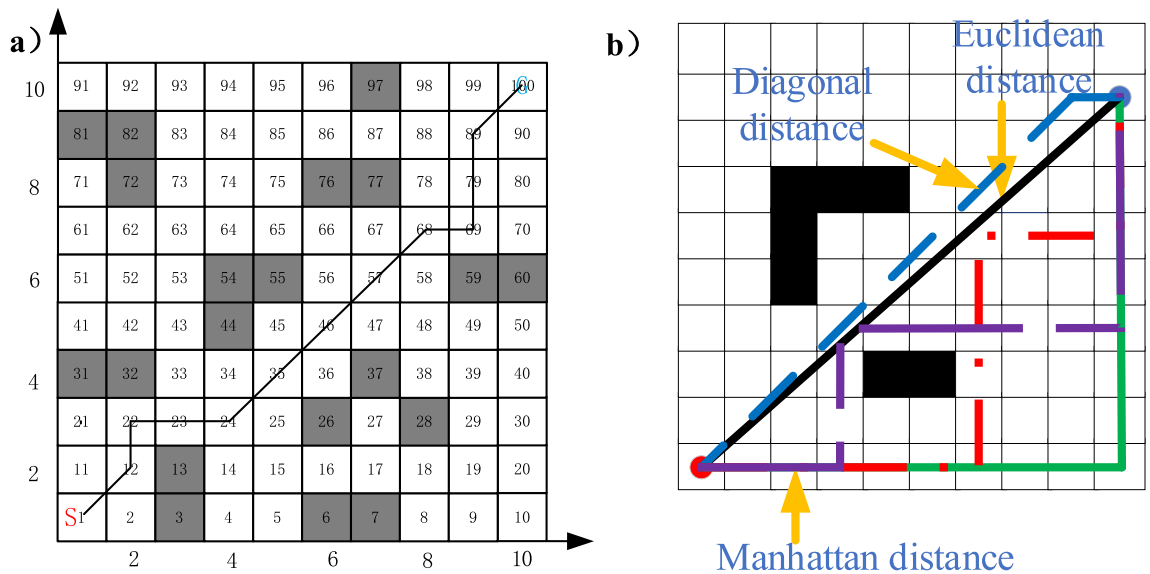 a)
10 91 92 93 94 95 96 97 98 99 100 G
81 82 83 84 85 86 87 88 89 90
8 71 72 73 74 75 76 77 78 79 80
61 62 63 64 65 66 67 68 69 70
6 51 52 53 54 55 56 57 58 59 60
41 42 43 44 45 46 47 48 49 50
4 31 32 33 34 35 36 37 38 39 40
21 22 23 24 25 26 27 28 29 30
2 11 12 13 14 15 16 17 18 19 20
S 1 2 3 4 5 6 7 8 9 10
2 4 6 8 10
b)
Euclidean
distance
Diagonal
distance
Manhattan distance